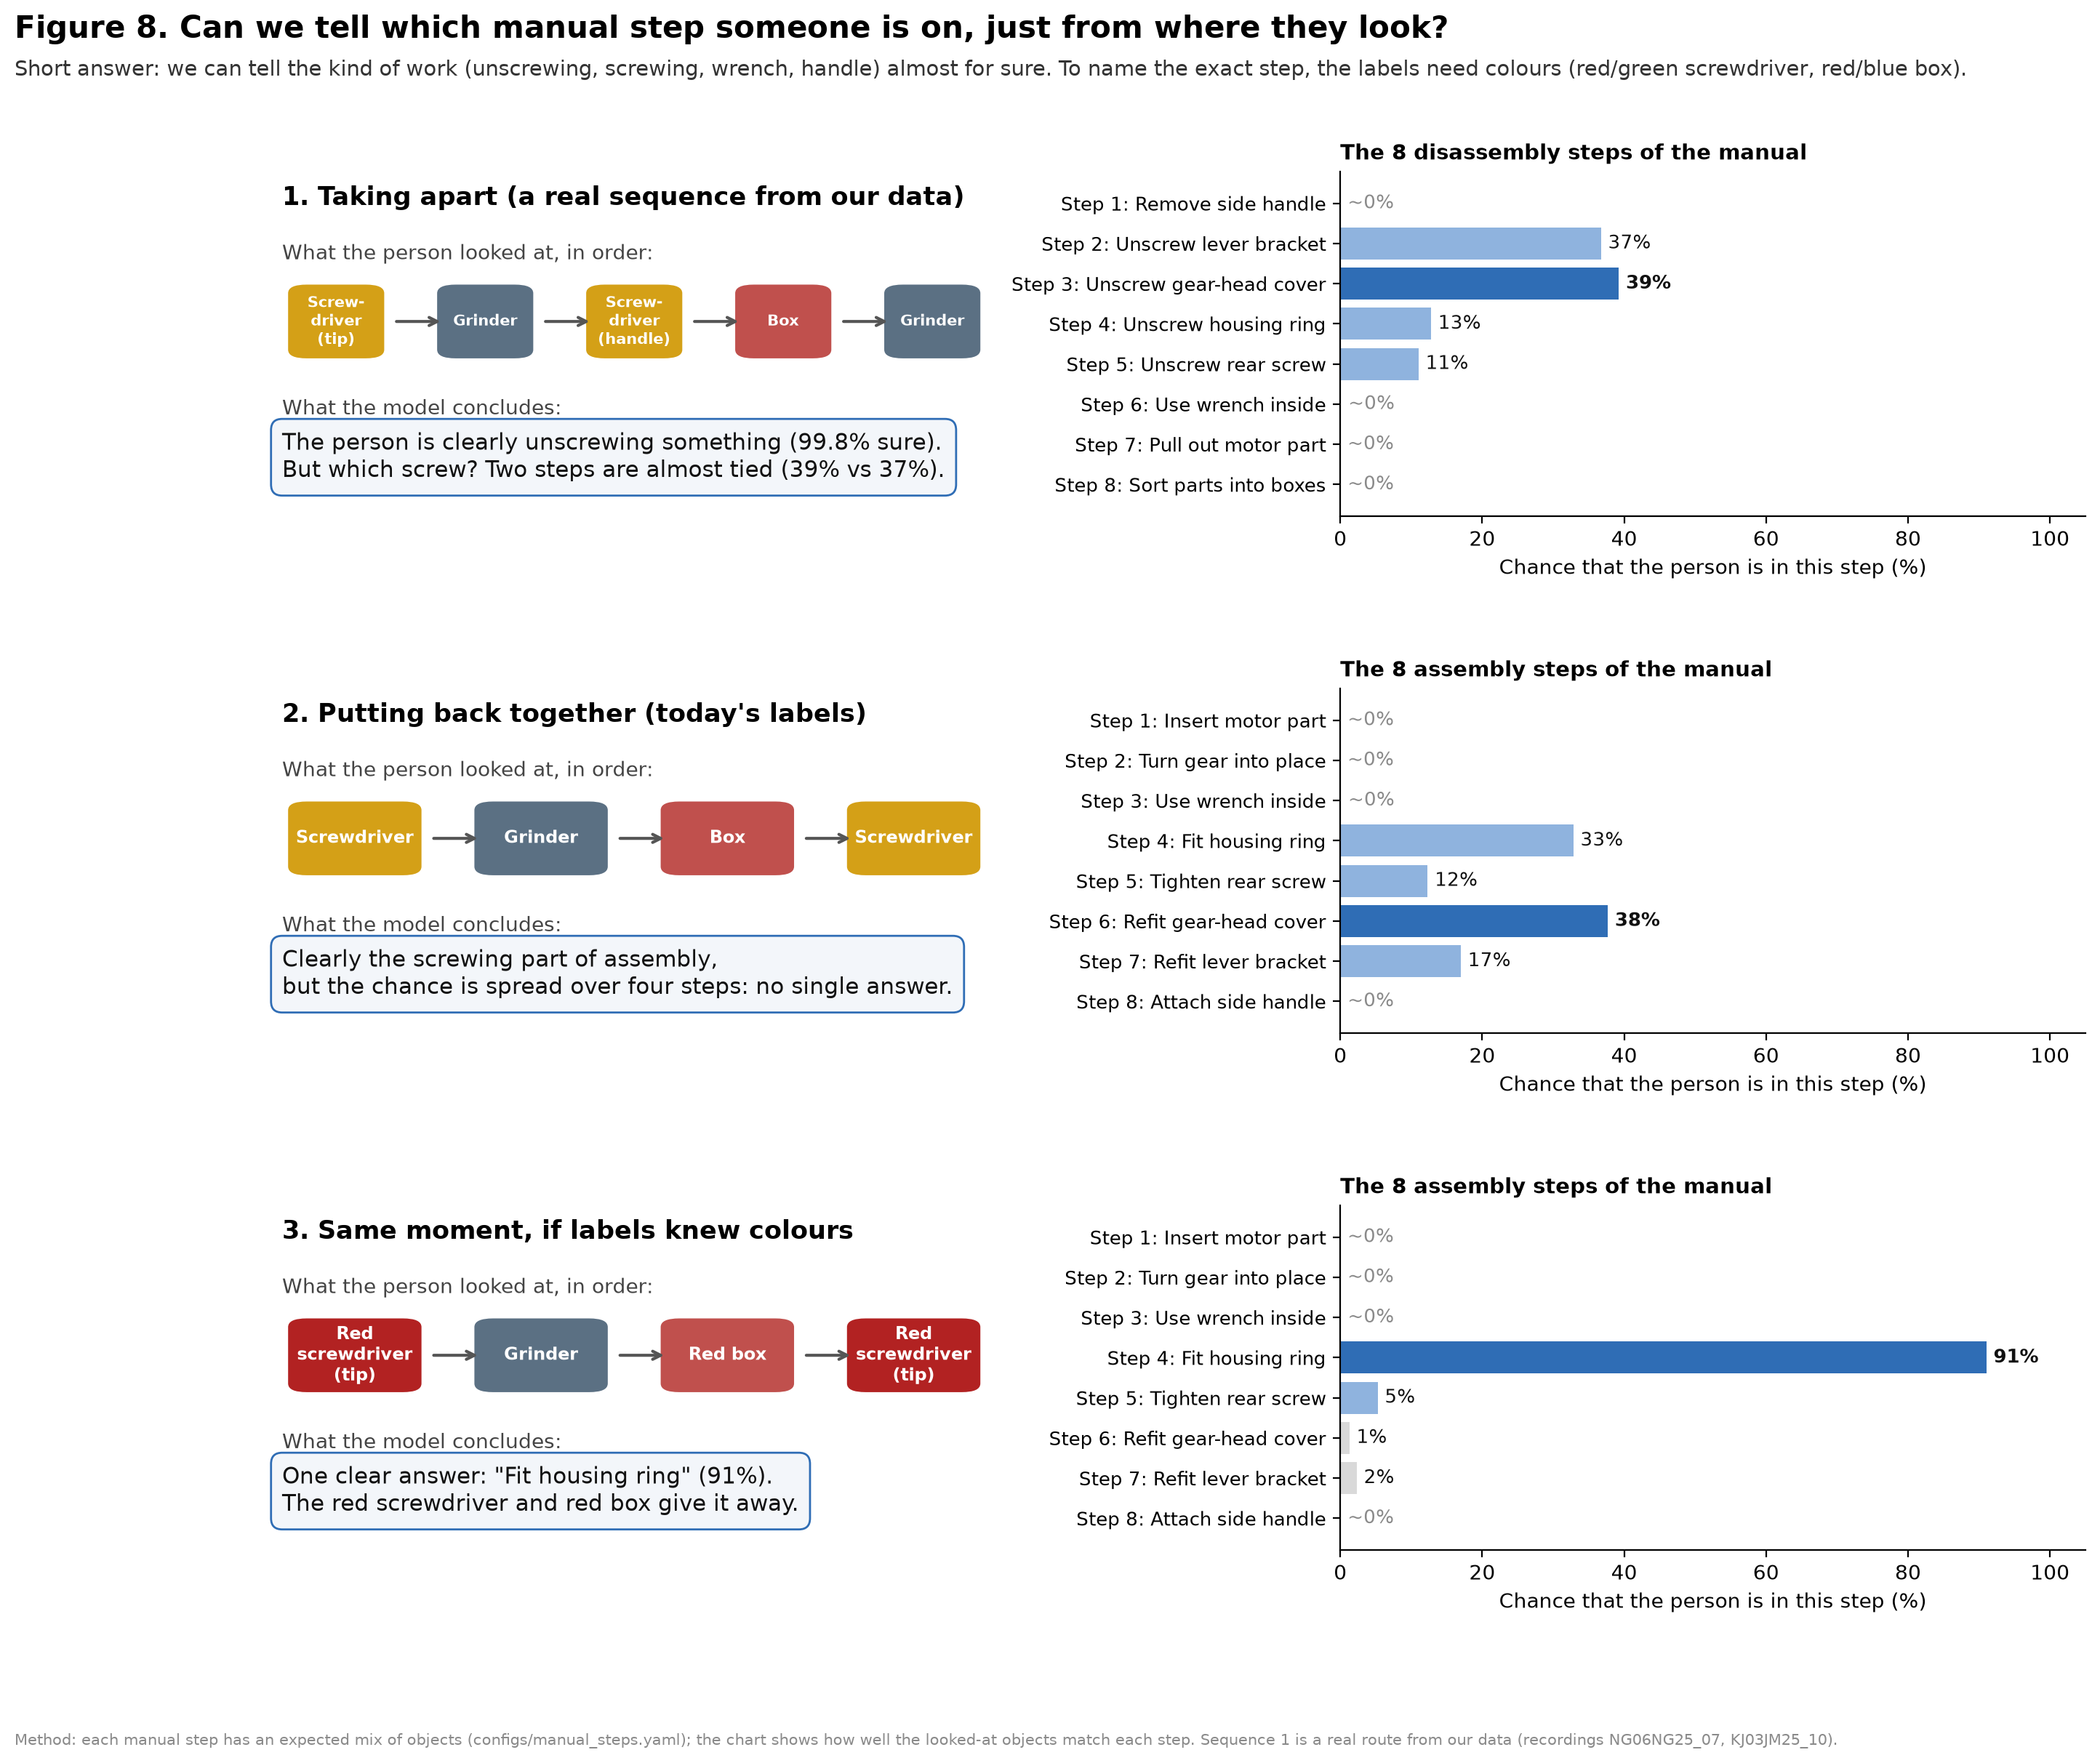 Figure 8. Can we tell which manual step someone is on, just from where they look?
Short answer: we can tell the kind of work (unscrewing, screwing, wrench, handle) almost for sure. To name the exact step, the labels need colours (red/green screwdriver, red/blue box).
1. Taking apart (a real sequence from our data)
What the person looked at, in order:
Screw-
driver
(tip)
Grinder
Screw-
driver
(handle)
Box
Grinder
What the model concludes:
The person is clearly unscrewing something (99.8% sure).
But which screw? Two steps are almost tied (39% vs 37%).
The 8 disassembly steps of the manual
Step 1: Remove side handle ~0%
Step 2: Unscrew lever bracket 37%
Step 3: Unscrew gear-head cover 39%
Step 4: Unscrew housing ring 13%
Step 5: Unscrew rear screw 11%
Step 6: Use wrench inside ~0%
Step 7: Pull out motor part ~0%
Step 8: Sort parts into boxes ~0%
0 20 40 60 80 100
Chance that the person is in this step (%)
2. Putting back together (today's labels)
What the person looked at, in order:
Screwdriver
Grinder
Box
Screwdriver
What the model concludes:
Clearly the screwing part of assembly,
but the chance is spread over four steps: no single answer.
The 8 assembly steps of the manual
Step 1: Insert motor part ~0%
Step 2: Turn gear into place ~0%
Step 3: Use wrench inside ~0%
Step 4: Fit housing ring 33%
Step 5: Tighten rear screw 12%
Step 6: Refit gear-head cover 38%
Step 7: Refit lever bracket 17%
Step 8: Attach side handle ~0%
0 20 40 60 80 100
Chance that the person is in this step (%)
3. Same moment, if labels knew colours
What the person looked at, in order:
Red
screwdriver
(tip)
Grinder
Red box
Red
screwdriver
(tip)
What the model concludes:
One clear answer: "Fit housing ring" (91%).
The red screwdriver and red box give it away.
The 8 assembly steps of the manual
Step 1: Insert motor part ~0%
Step 2: Turn gear into place ~0%
Step 3: Use wrench inside ~0%
Step 4: Fit housing ring 91%
Step 5: Tighten rear screw 5%
Step 6: Refit gear-head cover 1%
Step 7: Refit lever bracket 2%
Step 8: Attach side handle ~0%
0 20 40 60 80 100
Chance that the person is in this step (%)
Method: each manual step has an expected mix of objects (configs/manual_steps.yaml); the chart shows how well the looked-at objects match each step. Sequence 1 is a real route from our data (recordings NG06NG25_07, KJ03JM25_10).